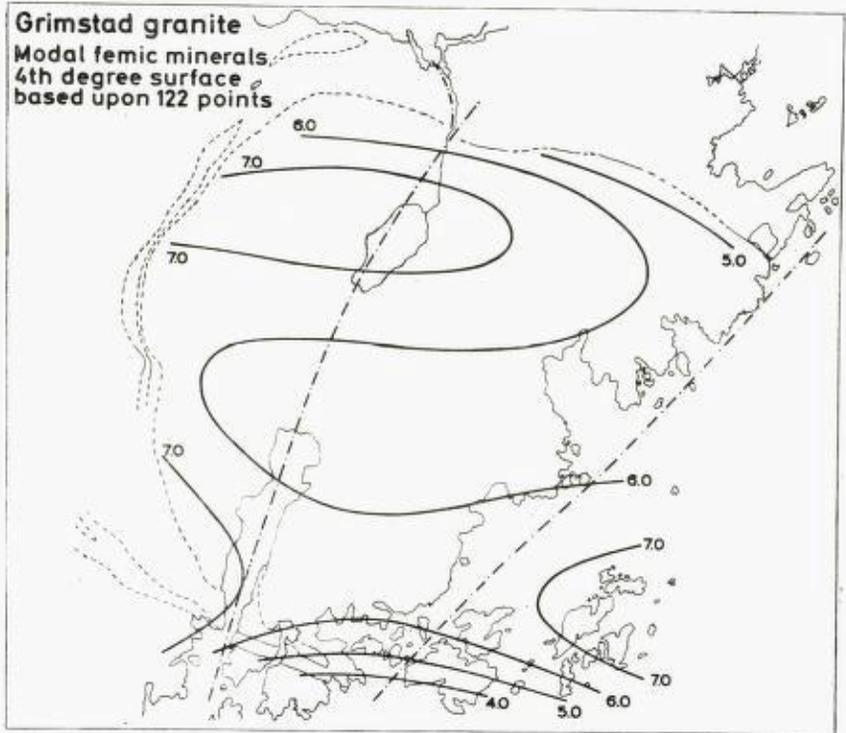 Grimstad granite
Modal femic minerals,
4th degree surface
based upon 122 points
6.0
7.0
7.0
5.0
7.0
6.0
7.0
7.0
6.0
5.0
4.0